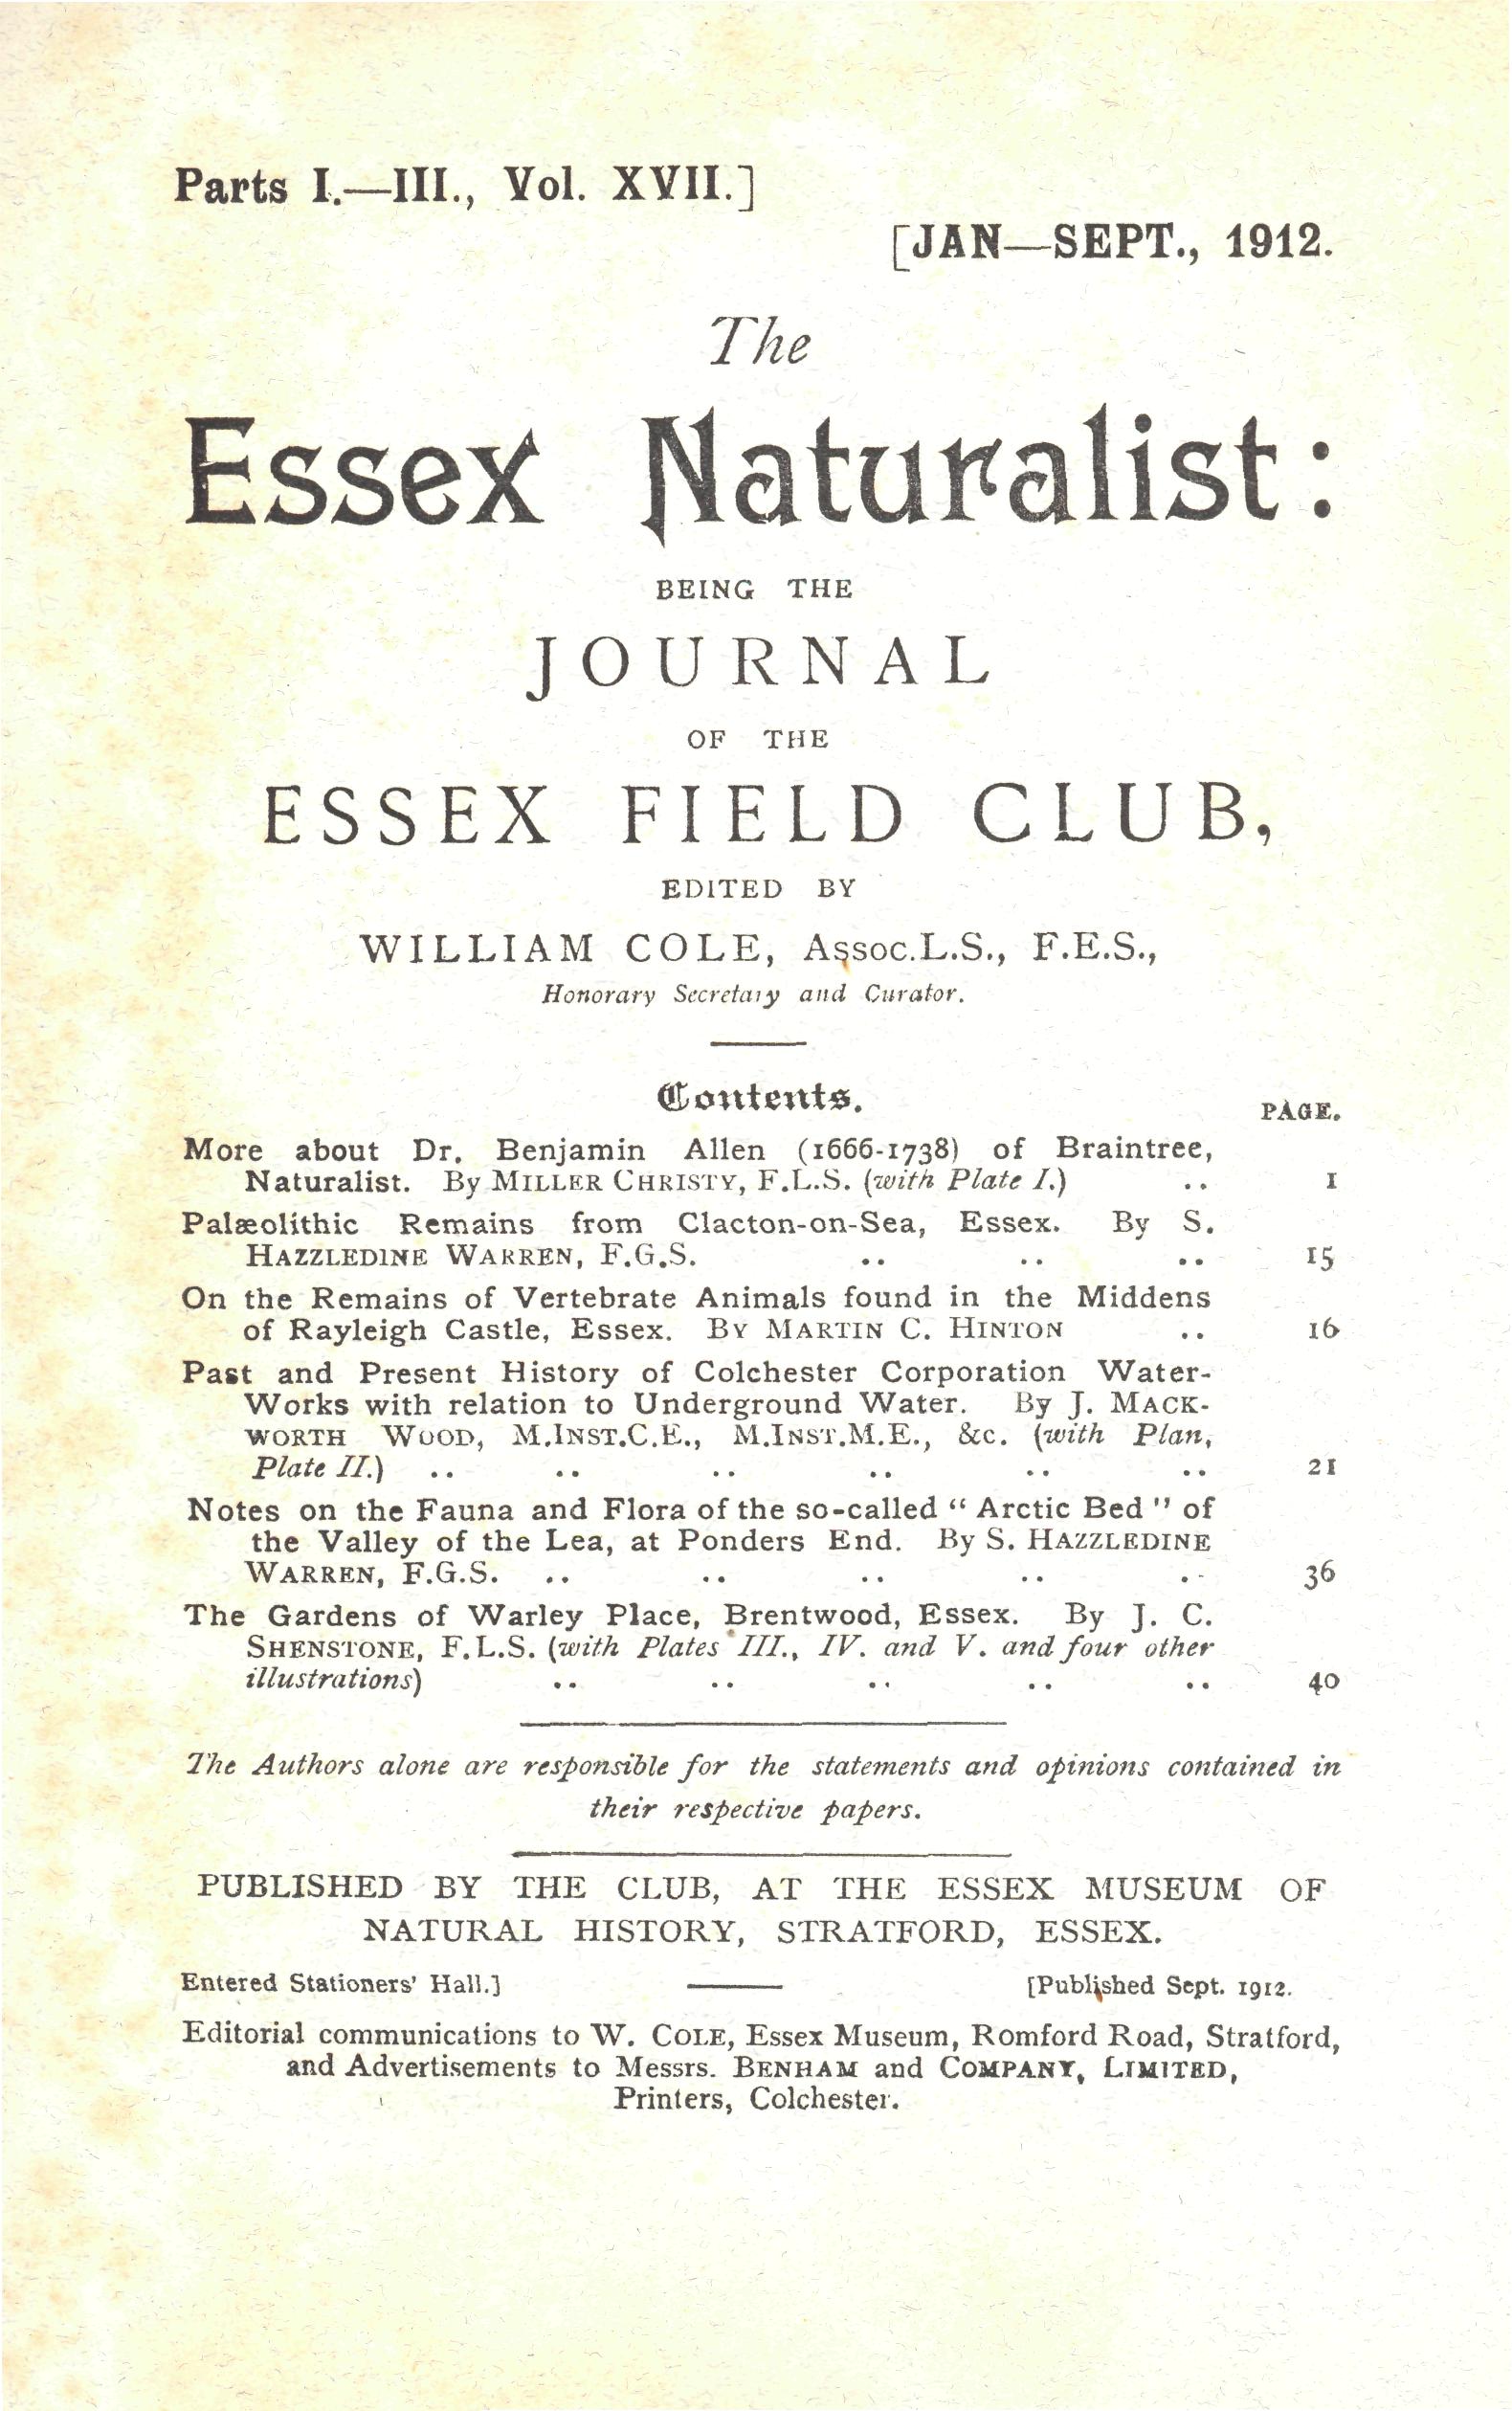 Parts I.—III., Vol. XVII.]
[JAN—SEPT., 1912.
The
Essex Naturalist:
BEING THE
JOURNAL
OF THE
ESSEX FIELD CLUB,
EDITED BY
WILLIAM COLE, Assoc.L.S., F.E.S.,
Honorary Secretary and Curator.
Contents.
PAGE.
More about Dr. Benjamin Allen (1666-1738) of Braintree,
Naturalist. By MILLER CHRISTY, F.L.S. (with Plate I.) .. 1
Palæolithic Remains from Clacton-on-Sea, Essex. By S.
HAZZLEDINE WARREN, F.G.S. .. .. .. 15
On the Remains of Vertebrate Animals found in the Middens
of Rayleigh Castle, Essex. By MARTIN C. HINTON .. 16
Past and Present History of Colchester Corporation Water-
Works with relation to Underground Water. By J. MACK-
WORTH WOOD, M.INST.C.E., M.INST.M.E., &c. (with Plan,
Plate II.) .. .. .. .. .. .. 21
Notes on the Fauna and Flora of the so-called "Arctic Bed" of
the Valley of the Lea, at Ponders End. By S. HAZZLEDINE
WARREN, F.G.S. .. .. .. .. .. 36
The Gardens of Warley Place, Brentwood, Essex. By J. C.
SHENSTONE, F.L.S. (with Plates III., IV. and V. and four other
illustrations) .. .. .. .. .. 40
The Authors alone are responsible for the statements and opinions contained in
their respective papers.
PUBLISHED BY THE CLUB, AT THE ESSEX MUSEUM OF
NATURAL HISTORY, STRATFORD, ESSEX.
Entered Stationers' Hall.] [Published Sept. 1912.
Editorial communications to W. COLE, Essex Museum, Romford Road, Stratford,
and Advertisements to Messrs. BENHAM and COMPANY, LIMITED,
Printers, Colchester.